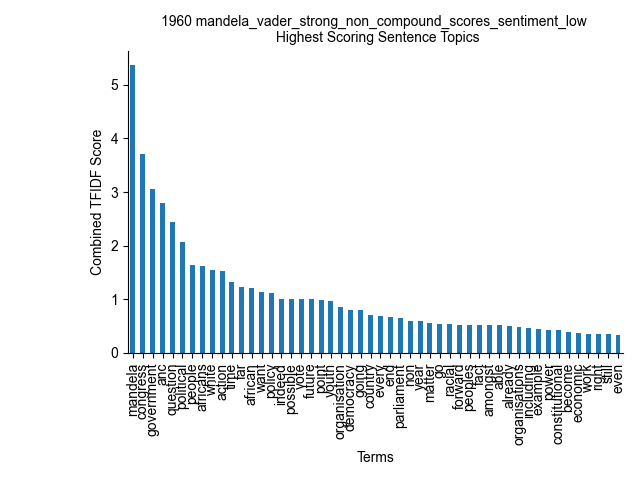 1960 mandela_vader_strong_non_compound_scores_sentiment_low
Highest Scoring Sentence Topics
Combined TFIDF Score
5
4
3
2
1
0
mandela
congress
government
anc
question
political
people
africans
white
action
time
far
african
want
policy
indeed
possible
vote
future
point
youth
organisation
democracy
going
country
every
end
parliament
non
year
matter
go
racial
forward
peoples
fact
amongst
able
already
organisations
including
example
power
constitutional
become
economic
work
right
still
even
Terms